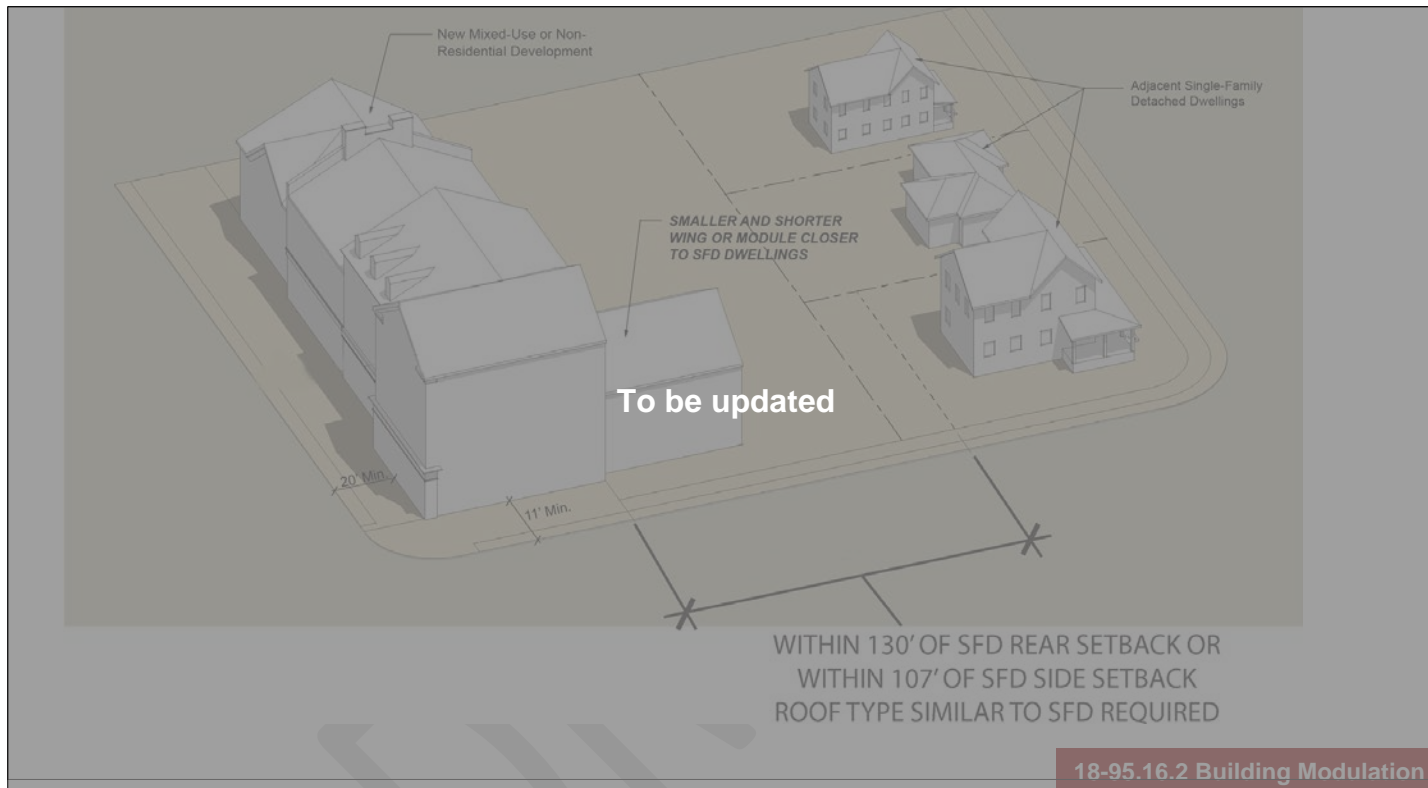 New Mixed-Use or Non-
Residential Development
Adjacent Single-Family
Detached Dwellings
SMALLER AND SHORTER
WING OR MODULE CLOSER
TO SFD DWELLINGS
To be updated
20' Min.
11' Min.
WITHIN 130' OF SFD REAR SETBACK OR
WITHIN 107' OF SFD SIDE SETBACK
ROOF TYPE SIMILAR TO SFD REQUIRED
18-95.16.2 Building Modulation